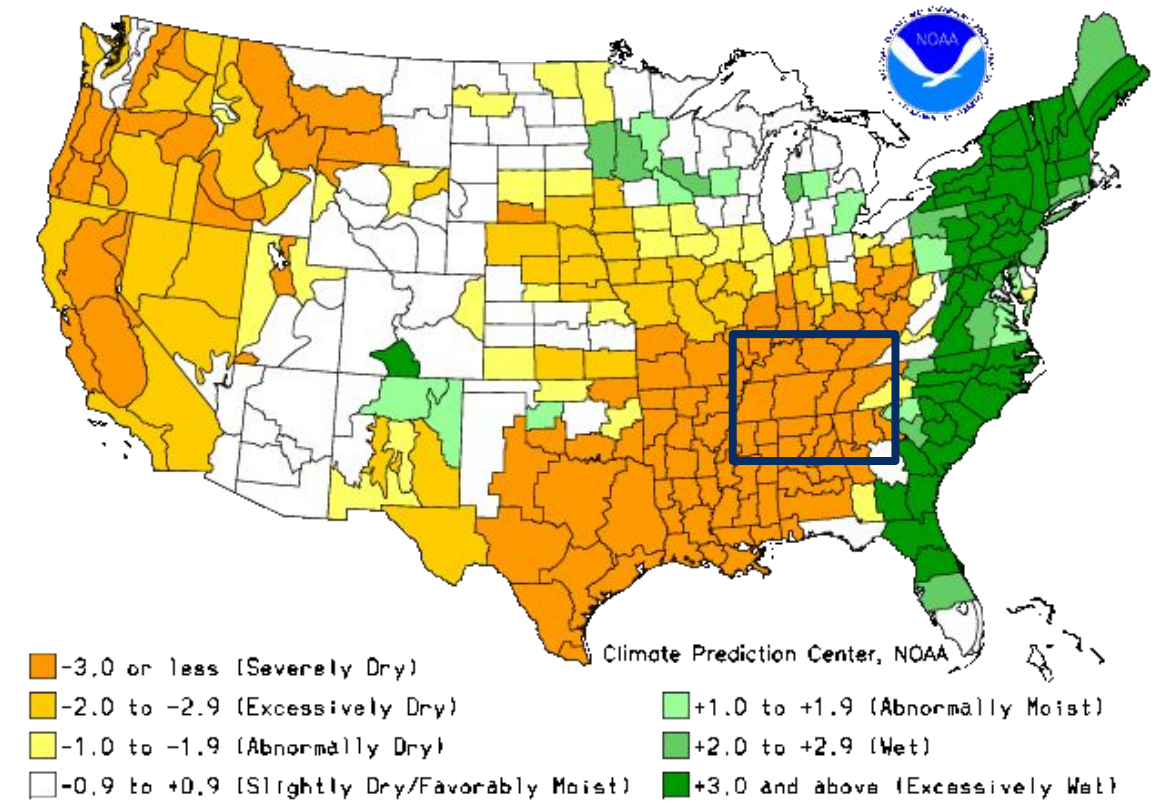 NOAA
Climate Prediction Center, NOAA
-3.0 or less (Severely Dry)
-2.0 to -2.9 (Excessively Dry)
-1.0 to -1.9 (Abnormally Dry)
-0.9 to +0.9 (Slightly Dry/Favorably Moist)
+1.0 to +1.9 (Abnormally Moist)
+2.0 to +2.9 (Wet)
+3.0 and above (Excessively Wet)